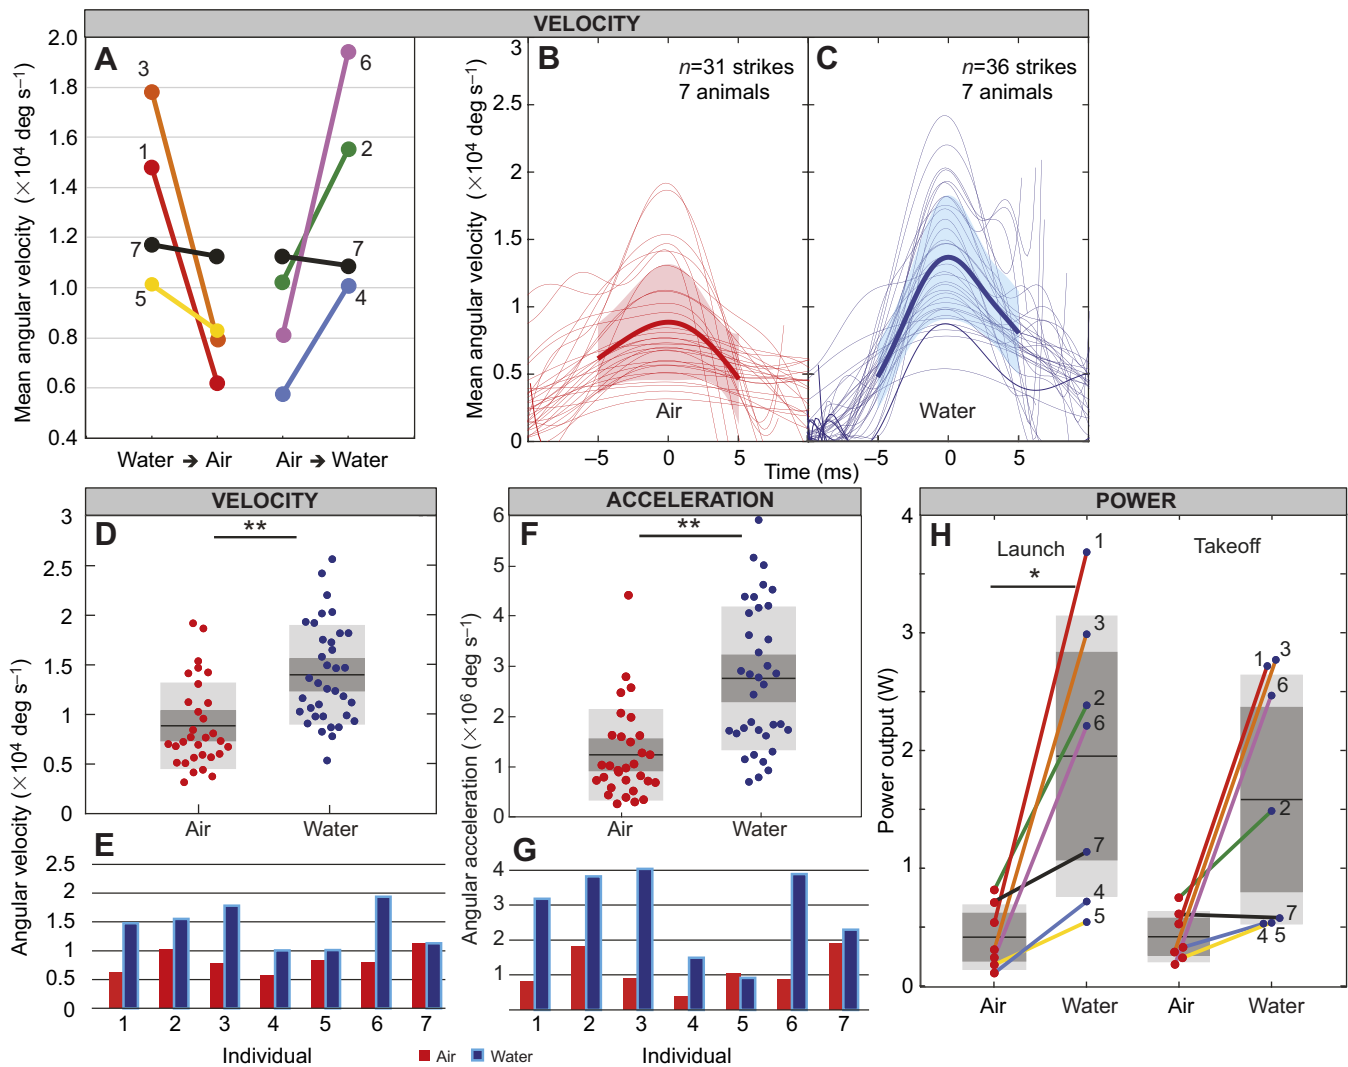 VELOCITY
A
Mean angular velocity (×10⁴ deg s⁻¹)
2.0
1.8
1.6
1.4
1.2
1.0
0.8
0.6
0.4
3
1
7
5
6
2
7
4
Water → Air
Air → Water
B
n=31 strikes
7 animals
Mean angular velocity (×10⁴ deg s⁻¹)
3
2.5
2
1.5
1
0.5
0
Air
–5
0
5
C
n=36 strikes
7 animals
Water
–5
0
5
Time (ms)
VELOCITY
D
**
3
2.5
2
1.5
1
0.5
0
Air
Water
Angular velocity (×10⁴ deg s⁻¹)
E
2.5
2
1.5
1
0.5
0
1 2 3 4 5 6 7
Individual
ACCELERATION
F
**
6
5
4
3
2
1
0
Air
Water
Angular acceleration (×10⁶ deg s⁻¹)
G
4
3
2
1
1 2 3 4 5 6 7
Individual
Air
Water
POWER
H
Launch
*
Takeoff
Power output (W)
4
3
2
1
0
1
3
2
6
7
4
5
1
3
6
2
7
4 5
Air
Water
Air
Water